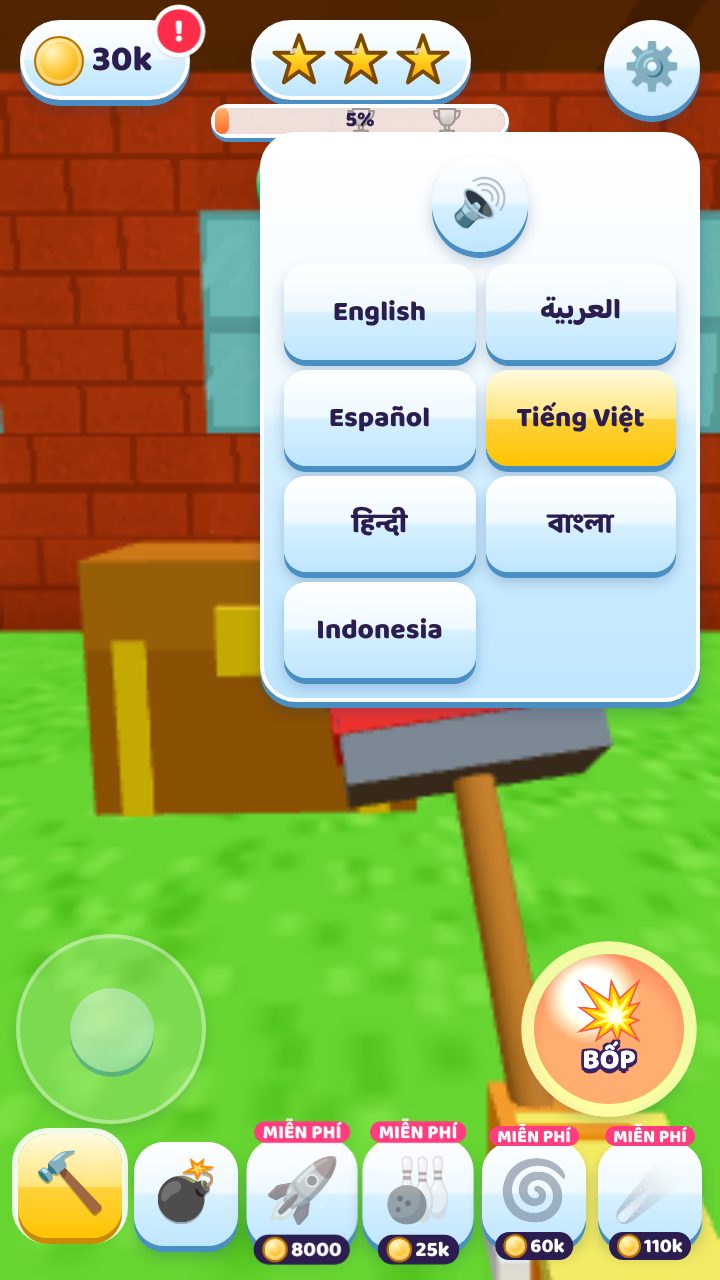 30k
!
5%
English
العربية
Español
Tiếng Việt
हिन्दी
বাংলা
Indonesia
BỐP
MIỄN PHÍ
MIỄN PHÍ
MIỄN PHÍ
MIỄN PHÍ
8000
25k
60k
110k